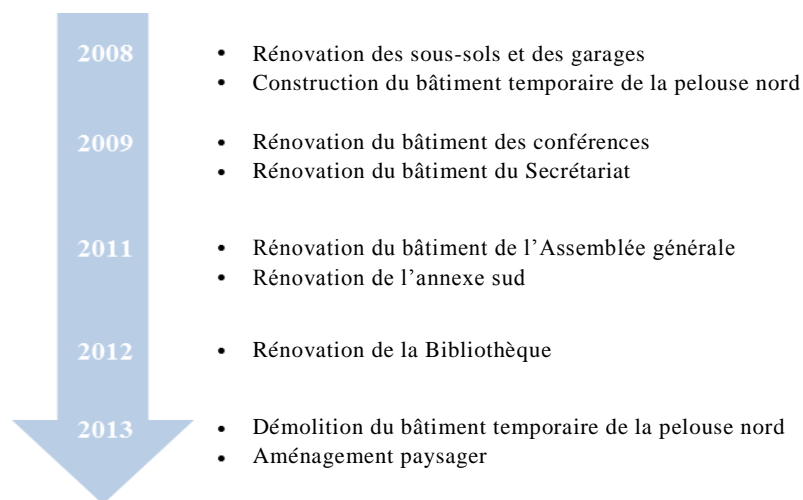 2008
• Rénovation des sous-sols et des garages
• Construction du bâtiment temporaire de la pelouse nord
2009
• Rénovation du bâtiment des conférences
• Rénovation du bâtiment du Secrétariat
2011
• Rénovation du bâtiment de l’Assemblée générale
• Rénovation de l’annexe sud
2012
• Rénovation de la Bibliothèque
2013
• Démolition du bâtiment temporaire de la pelouse nord
• Aménagement paysager